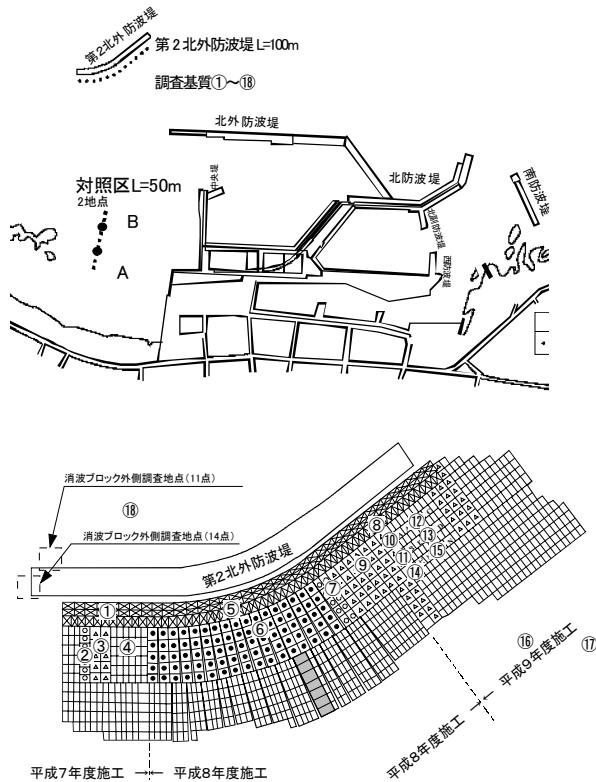 第2北外防波堤
第2北外防波堤 L=100m
調査基質①～⑱
北外防波堤
中央堤
北防波堤
南防波堤
対照区L=50m
2地点
B
A
北副防波堤
西防波堤
消波ブロック外側調査地点(11点)
⑱
消波ブロック外側調査地点(14点)
第2北外防波堤
①
②
③
④
⑤
⑥
⑦
⑧
⑨
⑩
⑪
⑫
⑬
⑭
⑮
⑯
⑰
平成9年度施工
平成8年度施工
平成7年度施工
平成8年度施工